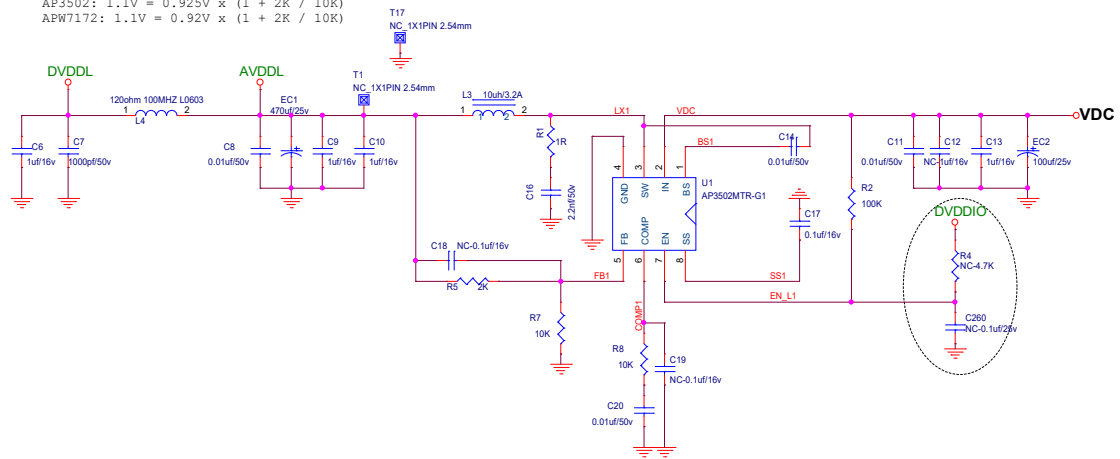 AP3502: 1.1V = 0.925V x (1 + 2K / 10K)
APW7172: 1.1V = 0.92V x (1 + 2K / 10K)
T17
NC_1X1PIN 2.54mm
DVDDL
AVDDL
T1
NC_1X1PIN 2.54mm
120ohm 100MHZ L0603
1
2
L4
EC1
470uf/25v
L3 10uh/3.2A
1
1
2
2
LX1
VDC
VDC
C6
1uf/16v
C7
1000pf/50v
C8
0.01uf/50v
C9
1uf/16v
C10
1uf/16v
R1
1R
C16
2.2nf/50v
BS1
C14
0.01uf/50v
C11
0.01uf/50v
C12
NC-1uf/16v
C13
1uf/16v
EC2
100uf/25v
4
3
2
1
GND
SW
IN
BS
U1
AP3502MTR-G1
FB
COMP
EN
SS
5
6
7
8
C17
0.1uf/16v
R2
100K
DVDDIO
R4
NC-4.7K
C18
NC-0.1uf/16v
R5
2K
FB1
SS1
EN_L1
C260
NC-0.1uf/25v
R7
10K
COMP1
R8
10K
C19
NC-0.1uf/16v
C20
0.01uf/50v